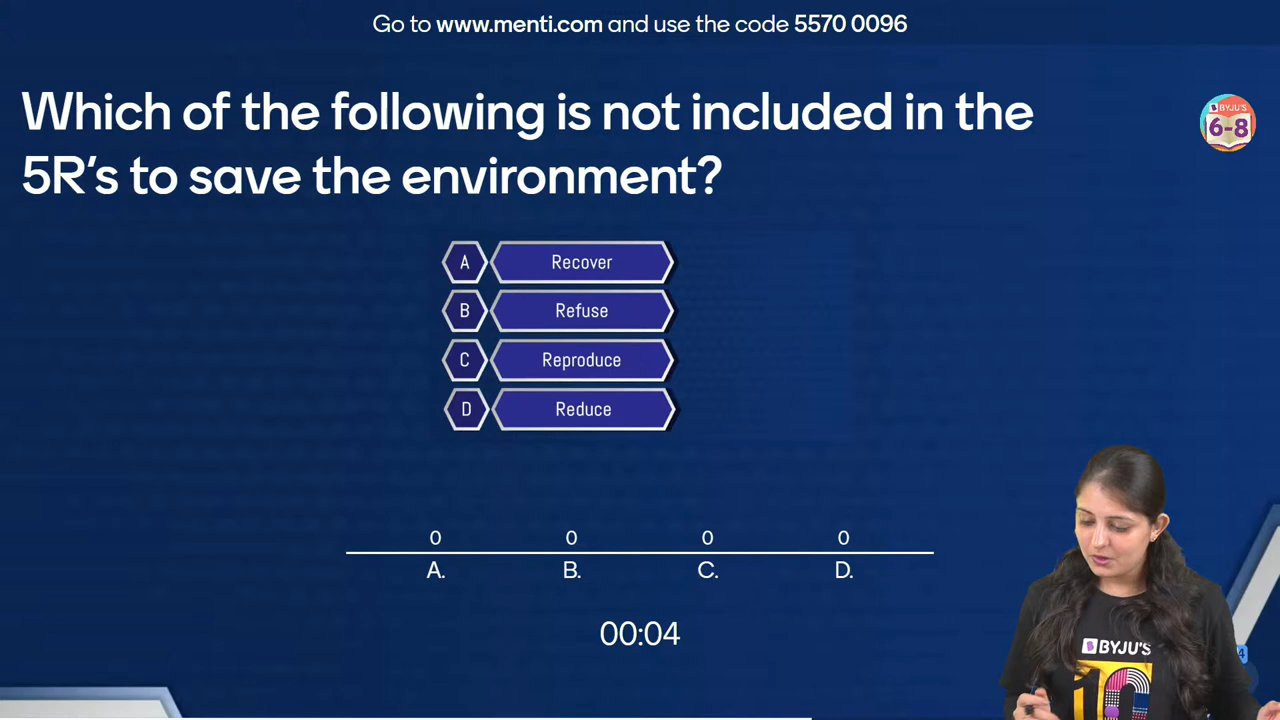 Go to www.menti.com and use the code 5570 0096
Which of the following is not included in the
5R's to save the environment?
BYJU'S
6-8
A Recover
B Refuse
C Reproduce
D Reduce
0 0 0 0
A. B. C. D.
00:04
BYJU'S
4